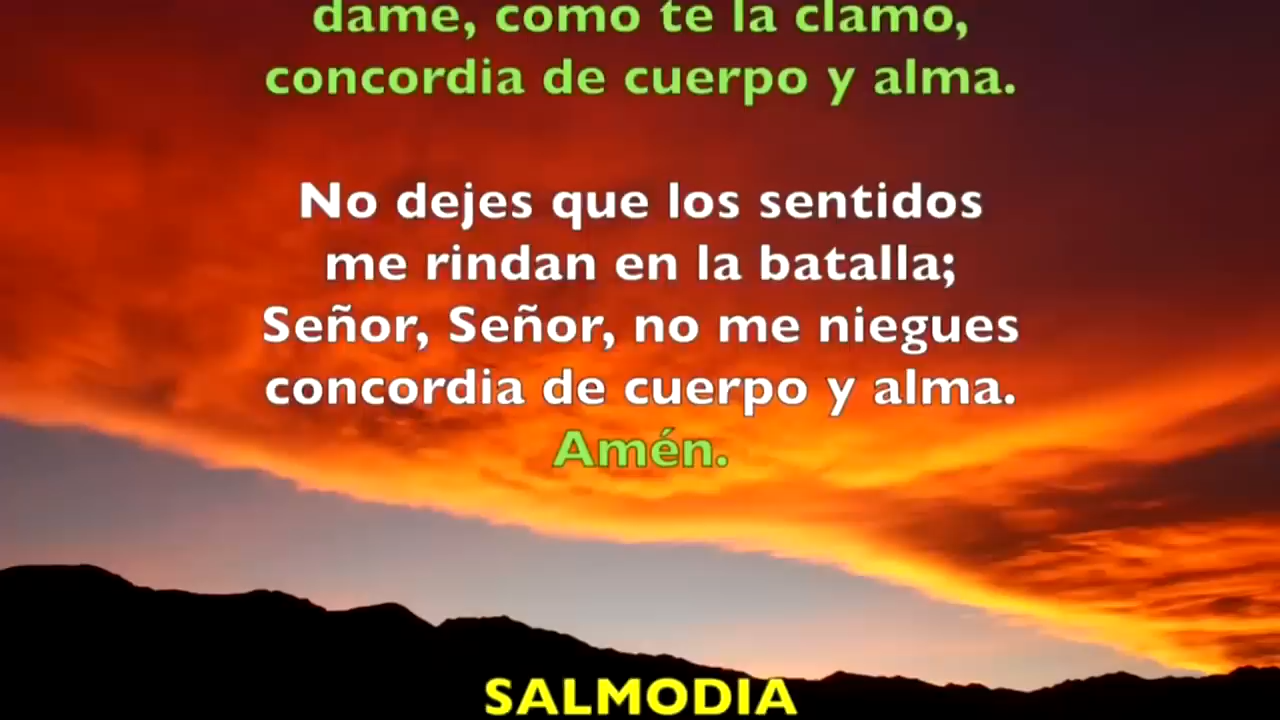 dame, como te la clamo,
concordia de cuerpo y alma.
No dejes que los sentidos
me rindan en la batalla;
Señor, Señor, no me niegues
concordia de cuerpo y alma.
Amén.
SALMODIA